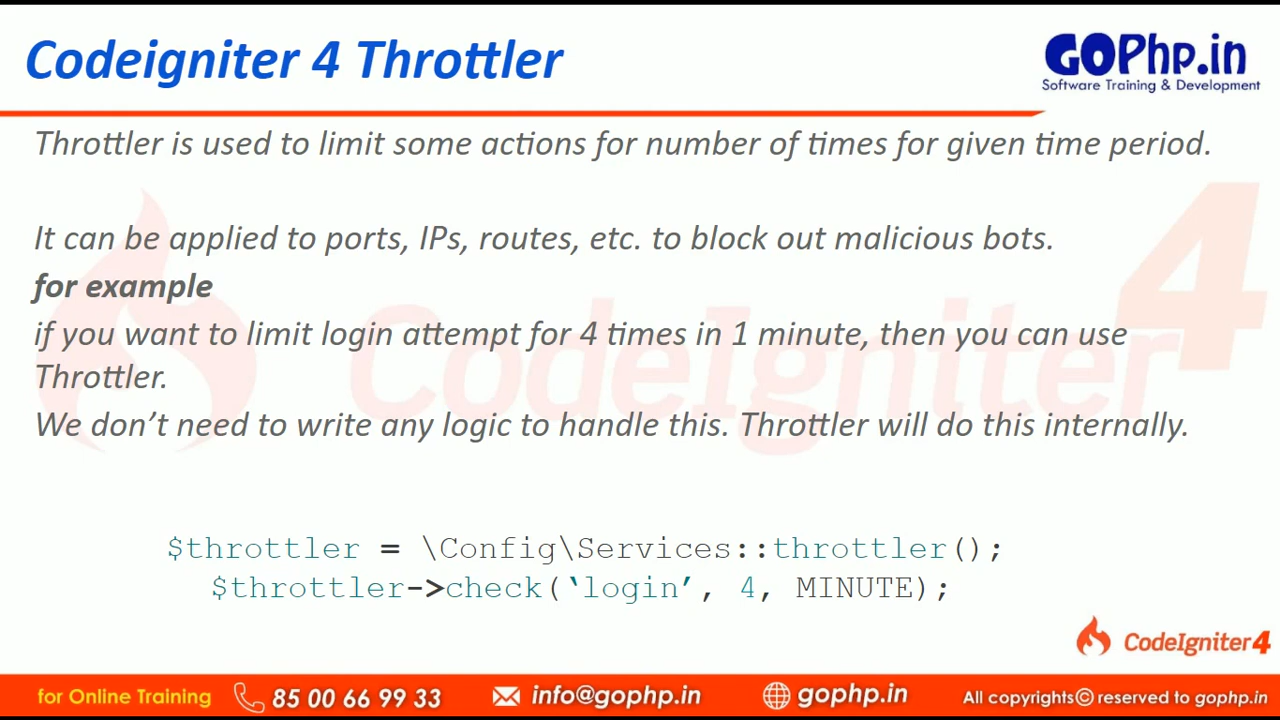 Codeigniter 4 Throttler
GOPhp.in
Software Training & Development
Throttler is used to limit some actions for number of times for given time period.
It can be applied to ports, IPs, routes, etc. to block out malicious bots.
for example
if you want to limit login attempt for 4 times in 1 minute, then you can use
Throttler.
We don’t need to write any logic to handle this. Throttler will do this internally.
CodeIgniter 4
$throttler = \Config\Services::throttler();
$throttler->check(‘login’, 4, MINUTE);
CodeIgniter 4
for Online Training 85 00 66 99 33 info@gophp.in gophp.in All copyrights© reserved to gophp.in